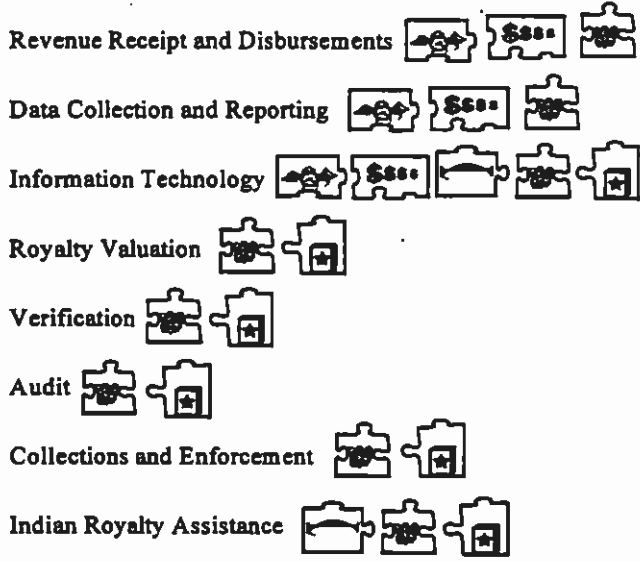 Revenue Receipt and Disbursements $$$$
Data Collection and Reporting $$$$
Information Technology $$$$
Royalty Valuation
Verification
Audit
Collections and Enforcement
Indian Royalty Assistance